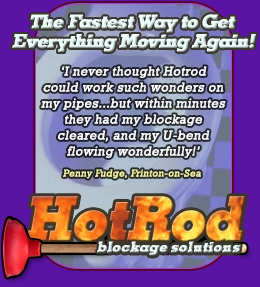 The Fastest Way to Get
Everything Moving Again!
'I never thought Hotrod
could work such wonders on
my pipes...but within minutes
they had my blockage
cleared, and my U-bend
flowing wonderfully!'
Penny Fudge, Frinton-on-Sea
HotRod
blockage solutions